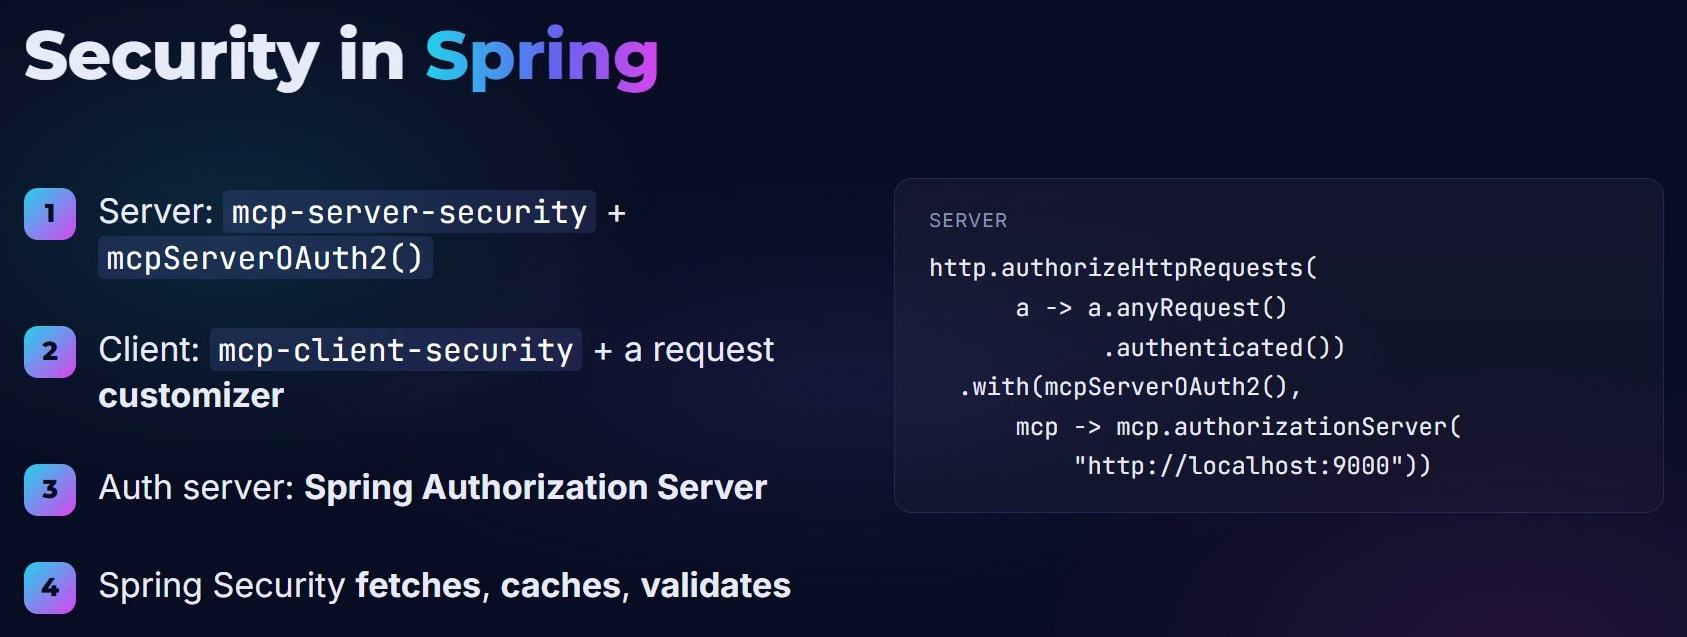 Security in Spring
1
Server: mcp-server-security +
mcpServerOAuth2()
2
Client: mcp-client-security + a request
customizer
3
Auth server: Spring Authorization Server
4
Spring Security fetches, caches, validates
SERVER
http.authorizeHttpRequests(
a -> a.anyRequest()
.authenticated())
.with(mcpServerOAuth2(),
mcp -> mcp.authorizationServer(
"http://localhost:9000"))